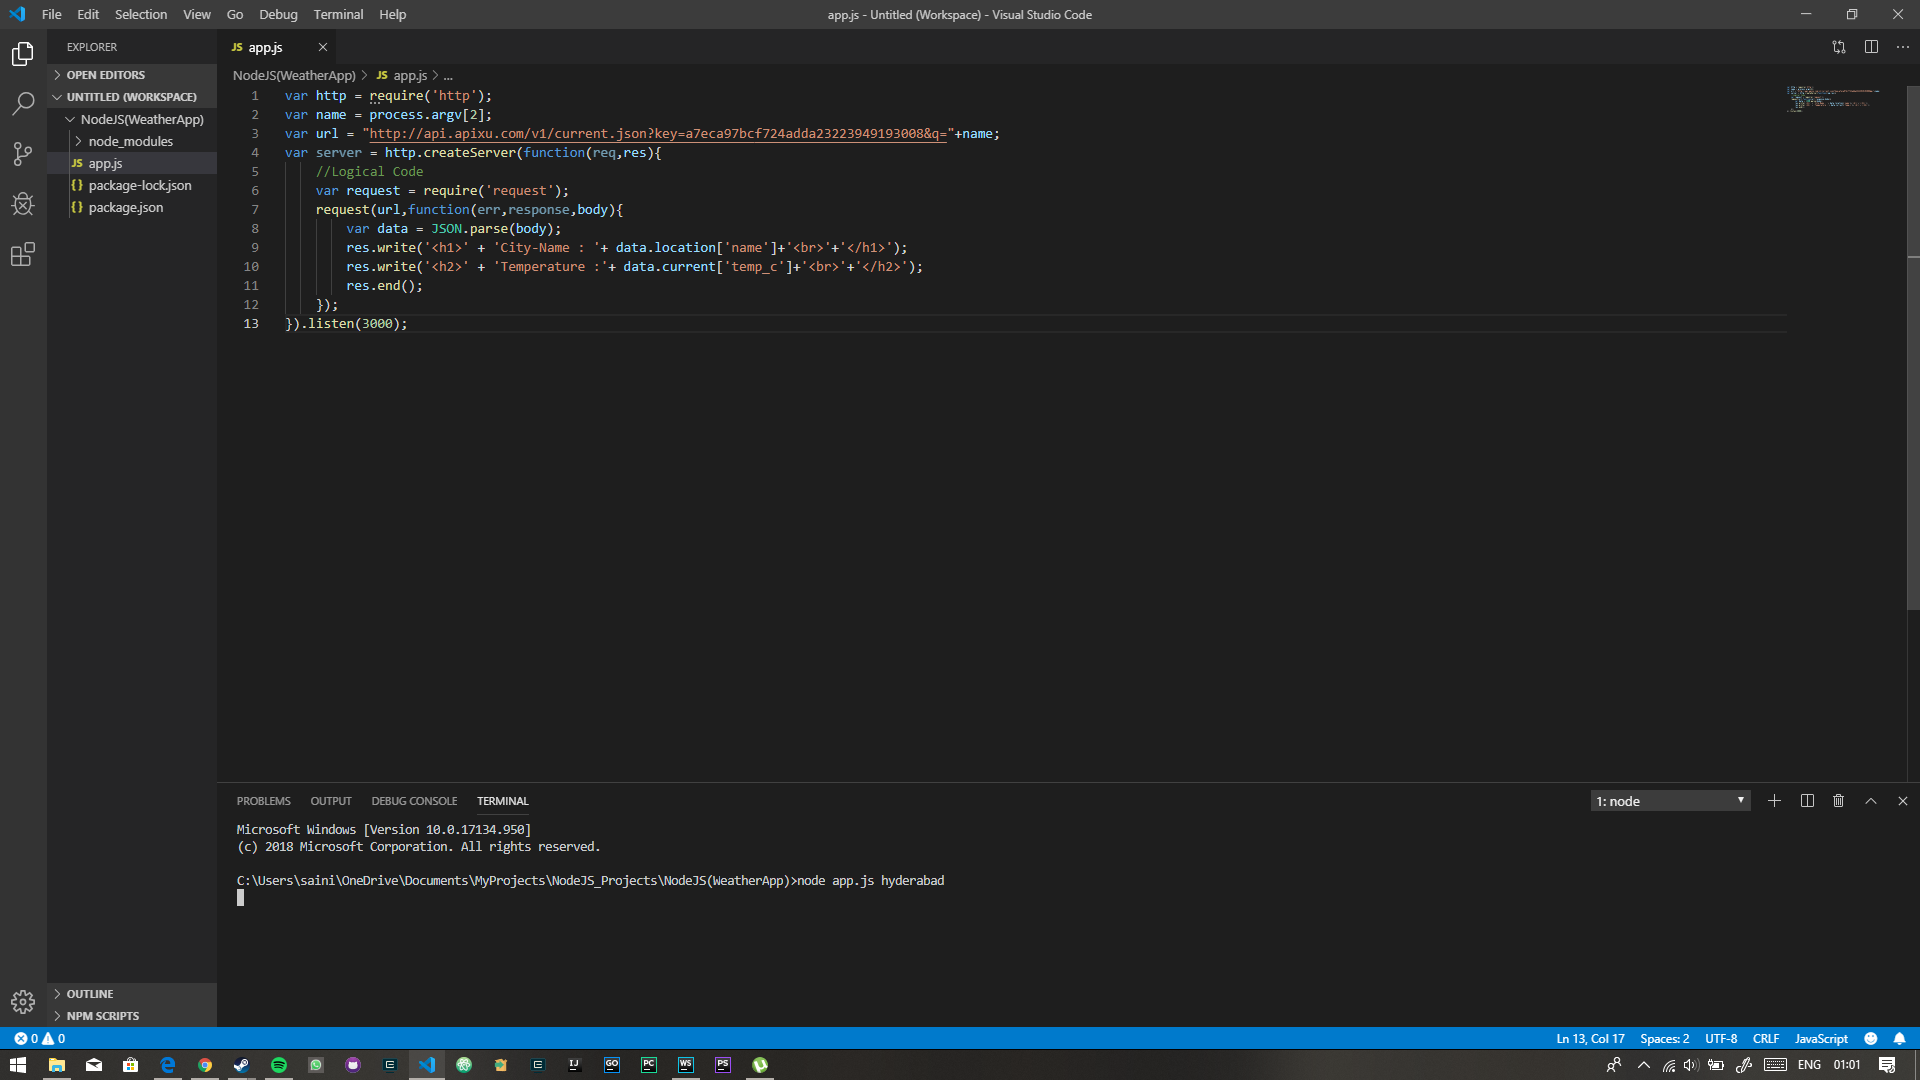 File Edit Selection View Go Debug Terminal Help
app.js - Untitled (Workspace) - Visual Studio Code
EXPLORER
OPEN EDITORS
UNTITLED (WORKSPACE)
NodeJS(WeatherApp)
node_modules
JS app.js
{} package-lock.json
{} package.json
OUTLINE
NPM SCRIPTS
JS app.js
NodeJS(WeatherApp) > JS app.js > ...
1 var http = require('http');
2 var name = process.argv[2];
3 var url = "http://api.apixu.com/v1/current.json?key=a7eca97bcf724adda23223949193008&q="+name;
4 var server = http.createServer(function(req,res){
5 //Logical Code
6 var request = require('request');
7 request(url,function(err,response,body){
8 var data = JSON.parse(body);
9 res.write('<h1>' + 'City-Name : '+ data.location['name']+'<br>'+'</h1>');
10 res.write('<h2>' + 'Temperature :'+ data.current['temp_c']+'<br>'+'</h2>');
11 res.end();
12 });
13 }).listen(3000);
PROBLEMS OUTPUT DEBUG CONSOLE TERMINAL
1: node
Microsoft Windows [Version 10.0.17134.950]
(c) 2018 Microsoft Corporation. All rights reserved.
C:\Users\saini\OneDrive\Documents\MyProjects\NodeJS_Projects\NodeJS(WeatherApp)>node app.js hyderabad
0 0
Ln 13, Col 17 Spaces: 2 UTF-8 CRLF JavaScript
IJ GO PC WS PS
ENG 01:01